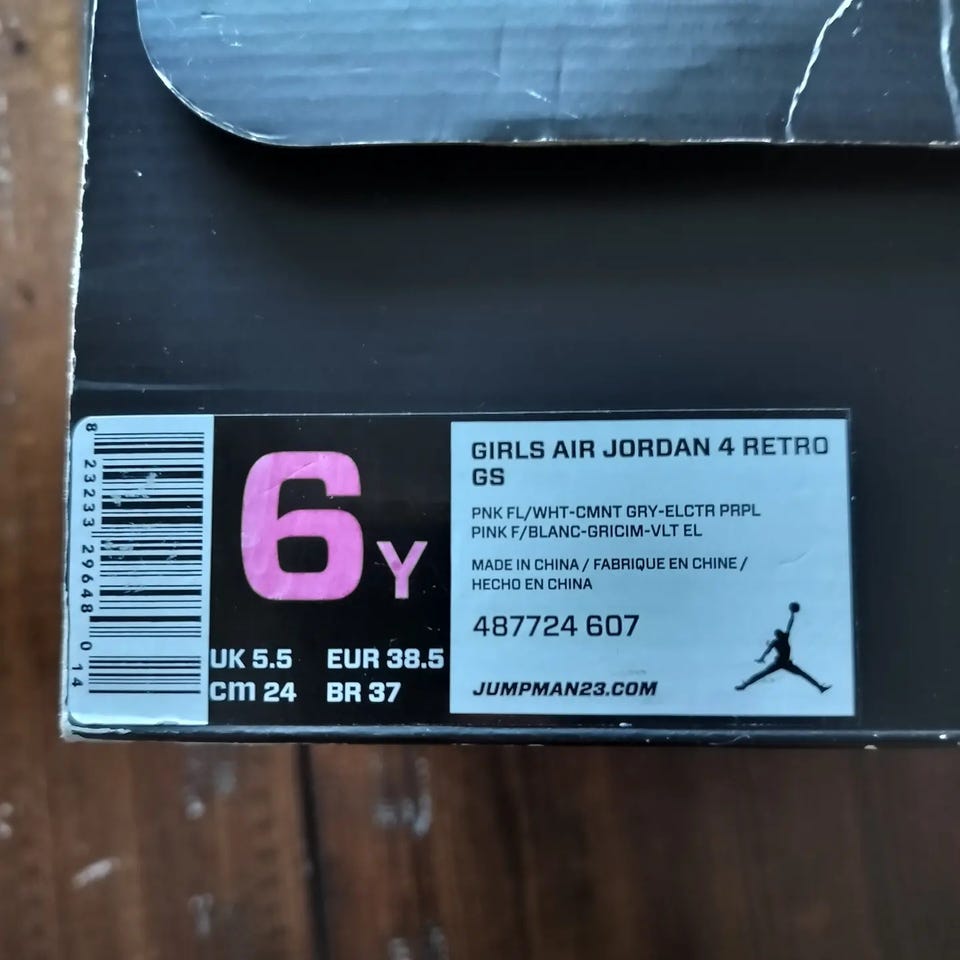 8 23233 29648 0 14
6Y
UK 5.5 EUR 38.5
cm 24 BR 37
GIRLS AIR JORDAN 4 RETRO
GS
PNK FL/WHT-CMNT GRY-ELCTR PRPL
PINK F/BLANC-GRICIM-VLT EL
MADE IN CHINA / FABRIQUE EN CHINE /
HECHO EN CHINA
487724 607
JUMPMAN23.COM